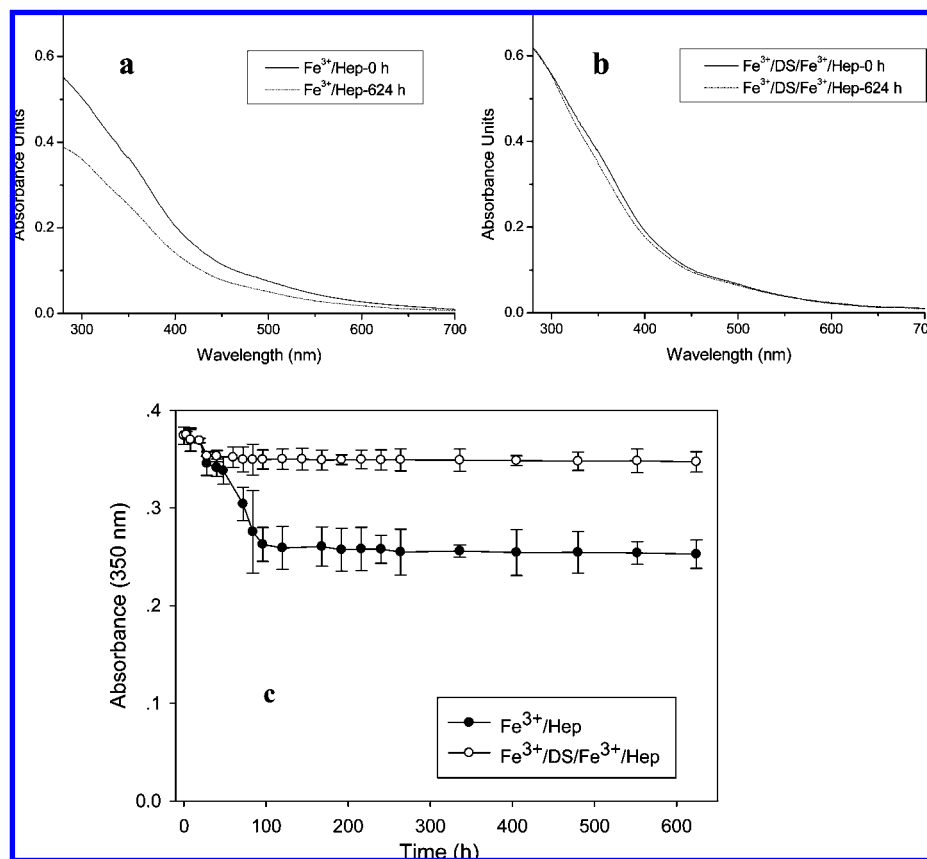 a
Fe³⁺/Hep-0 h
Fe³⁺/Hep-624 h
0.6
0.4
0.2
0.0
Absorbance Units
300 400 500 600 700
Wavelength (nm)
b
Fe³⁺/DS/Fe³⁺/Hep-0 h
Fe³⁺/DS/Fe³⁺/Hep-624 h
0.6
0.4
0.2
0.0
Absorbance Units
300 400 500 600 700
Wavelength (nm)
.4
.3
.2
.1
0.0
Absorbance (350 nm)
c
Fe³⁺/Hep
Fe³⁺/DS/Fe³⁺/Hep
0 100 200 300 400 500 600
Time (h)